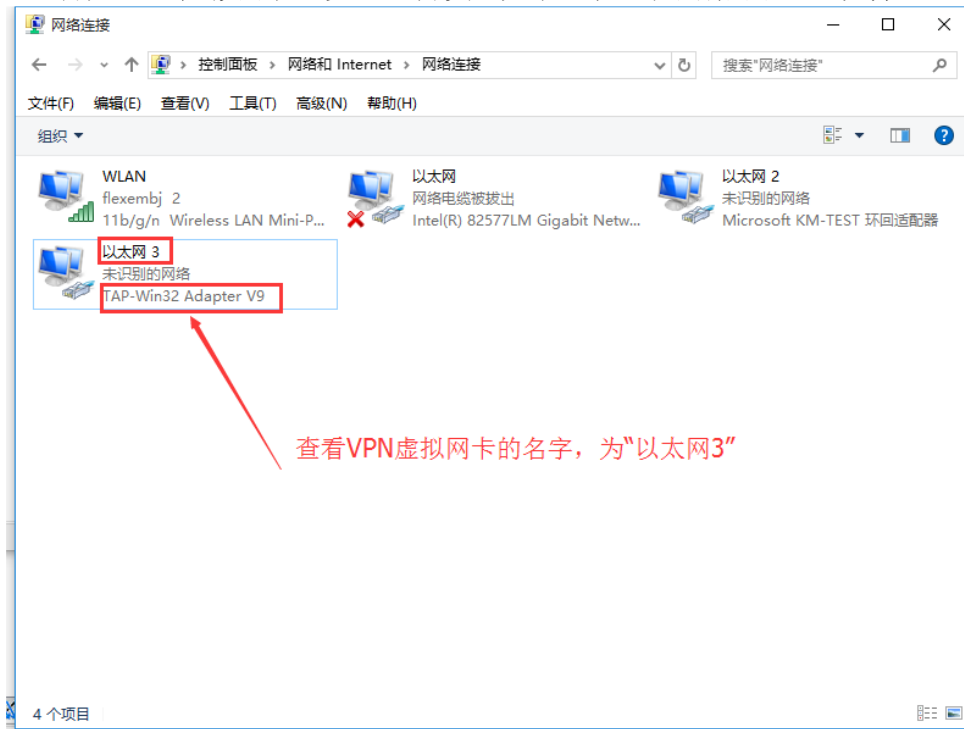 网络连接
控制面板 › 网络和 Internet › 网络连接
搜索"网络连接"
文件(F) 编辑(E) 查看(V) 工具(T) 高级(N) 帮助(H)
组织
WLAN
flexembj 2
11b/g/n Wireless LAN Mini-P...
以太网
网络电缆被拔出
Intel(R) 82577LM Gigabit Netw...
以太网 2
未识别的网络
Microsoft KM-TEST 环回适配器
以太网 3
未识别的网络
TAP-Win32 Adapter V9
查看VPN虚拟网卡的名字，为“以太网3”
4 个项目